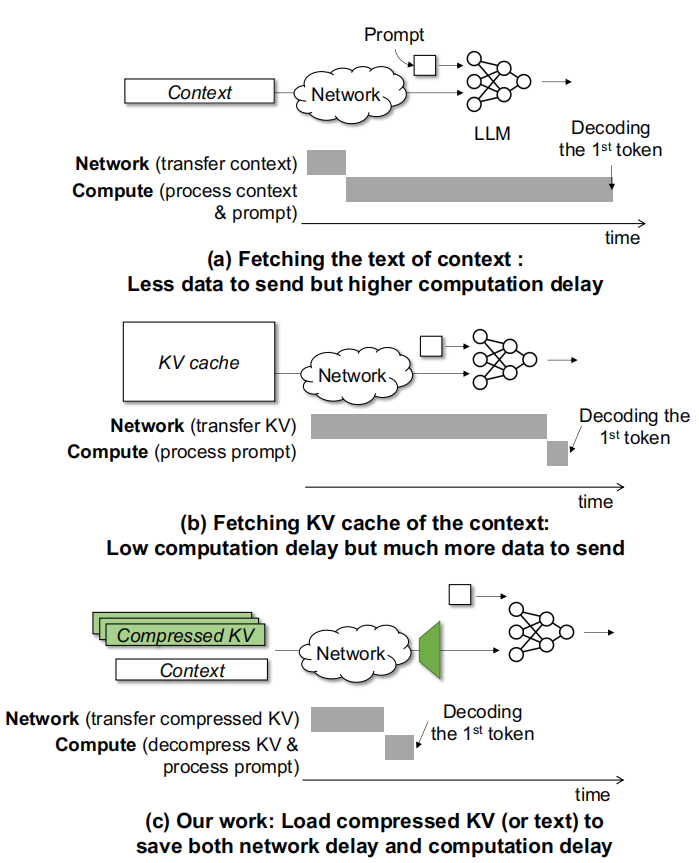 Prompt
Context
Network
LLM
Decoding
the 1st token
Network (transfer context)
Compute (process context
& prompt)
time
(a) Fetching the text of context :
Less data to send but higher computation delay
KV cache
Network
Network (transfer KV)
Compute (process prompt)
Decoding the
1st token
time
(b) Fetching KV cache of the context:
Low computation delay but much more data to send
Compressed KV
Context
Network
Network (transfer compressed KV)
Compute (decompress KV &
process prompt)
Decoding
the 1st token
time
(c) Our work: Load compressed KV (or text) to
save both network delay and computation delay